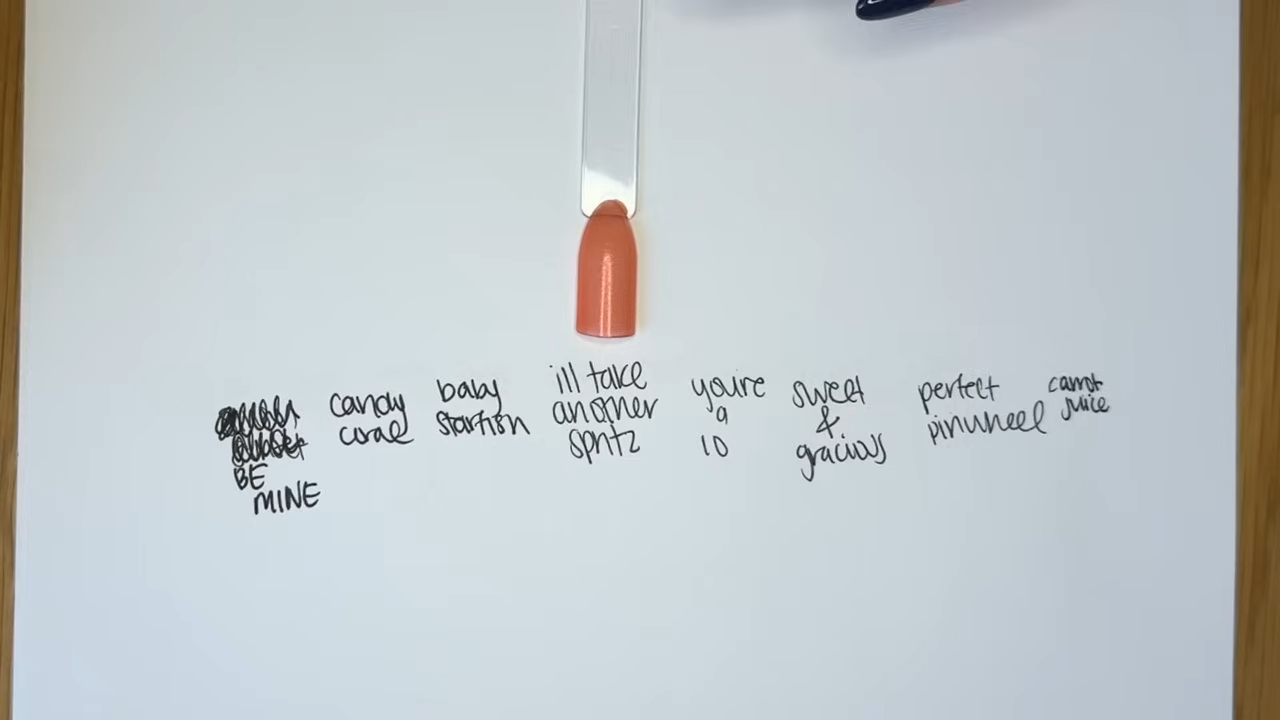 BE
MINE
candy
coral
baby
starfish
ill take
another
spritz
youre
a
10
sweet
&
gracious
perfect
pinwheel
carrot
juice